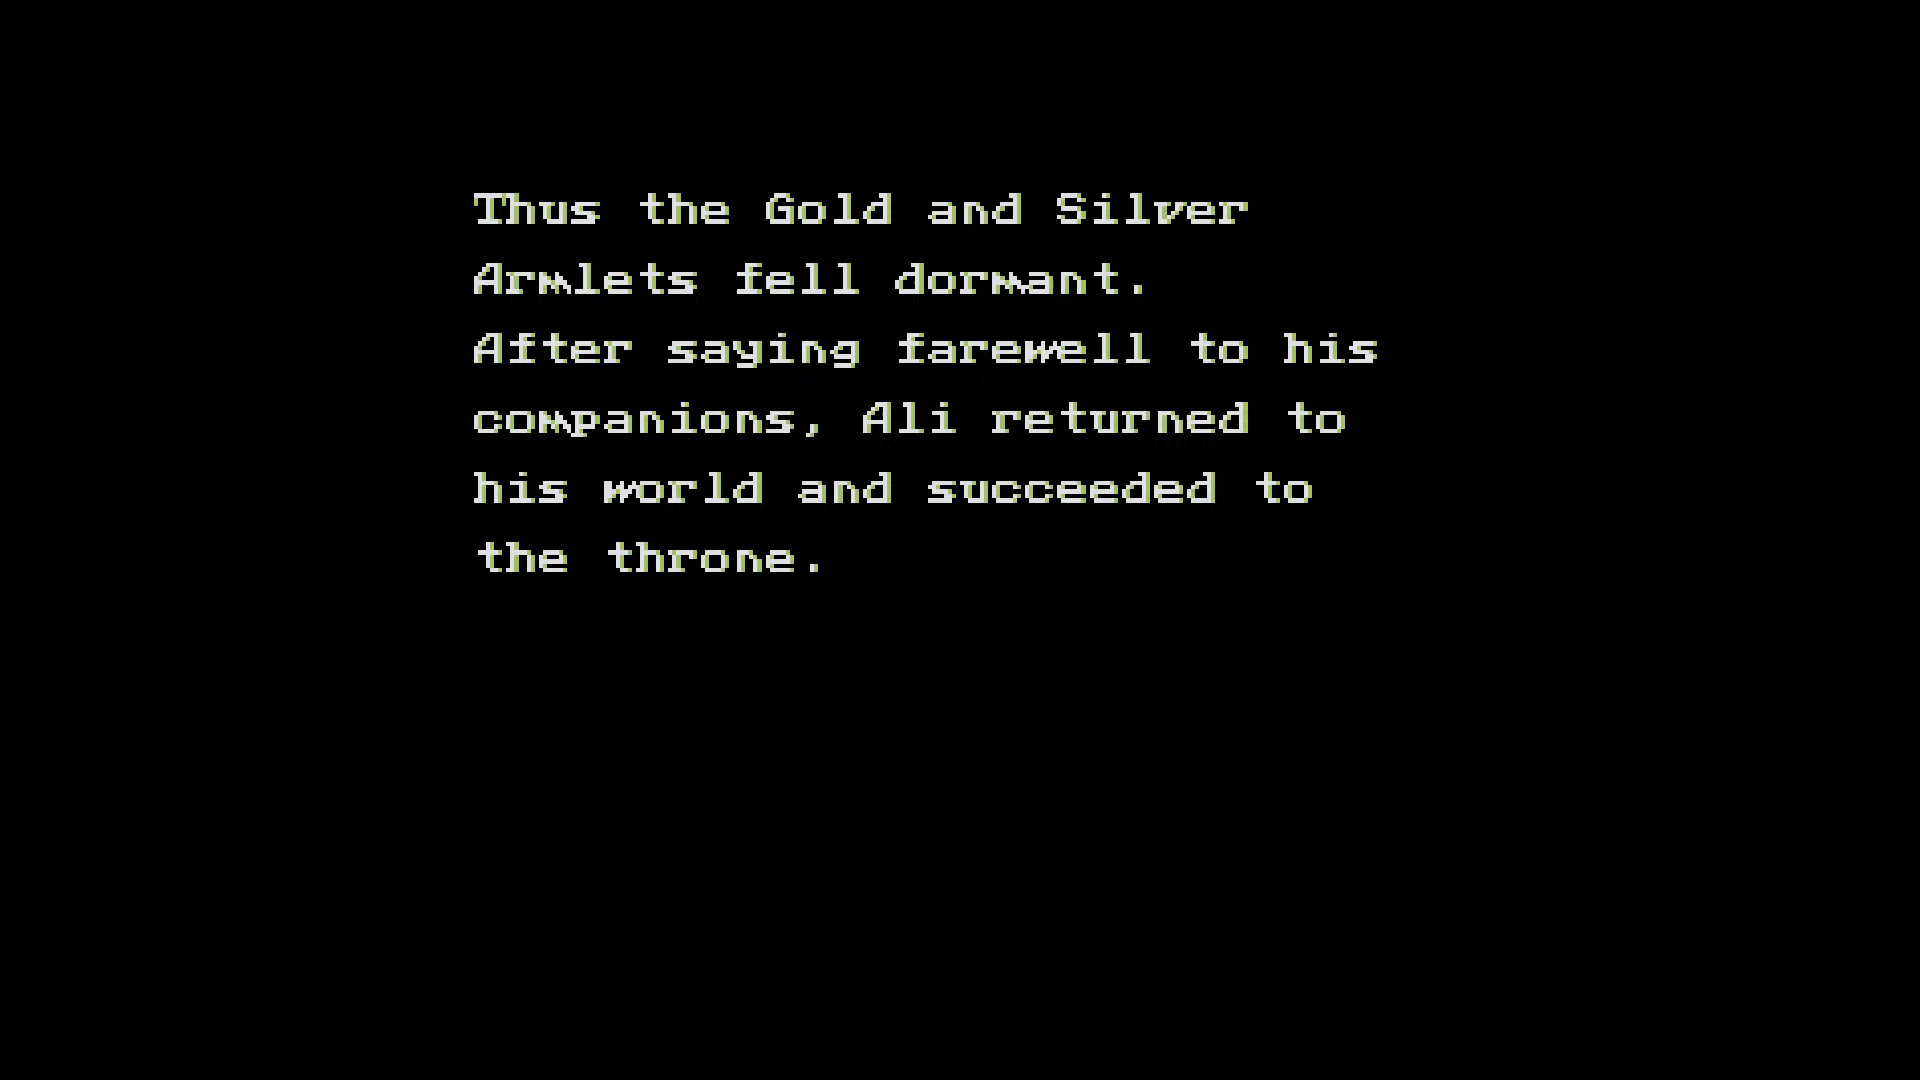 Thus the Gold and Silver
Armlets fell dormant.
After saying farewell to his
companions, Ali returned to
his world and succeeded to
the throne.